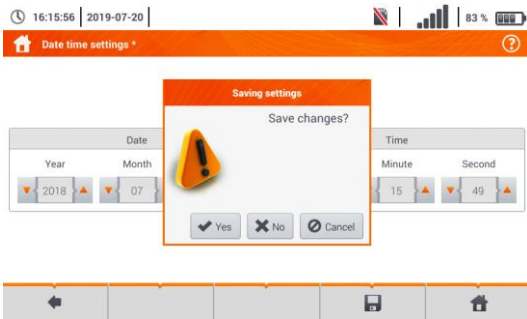 16:15:56 2019-07-20 83 %
Date time settings * ?
Saving settings
Save changes?
Date Time
Year Month Minute Second
2018 07 15 49
Yes No Cancel